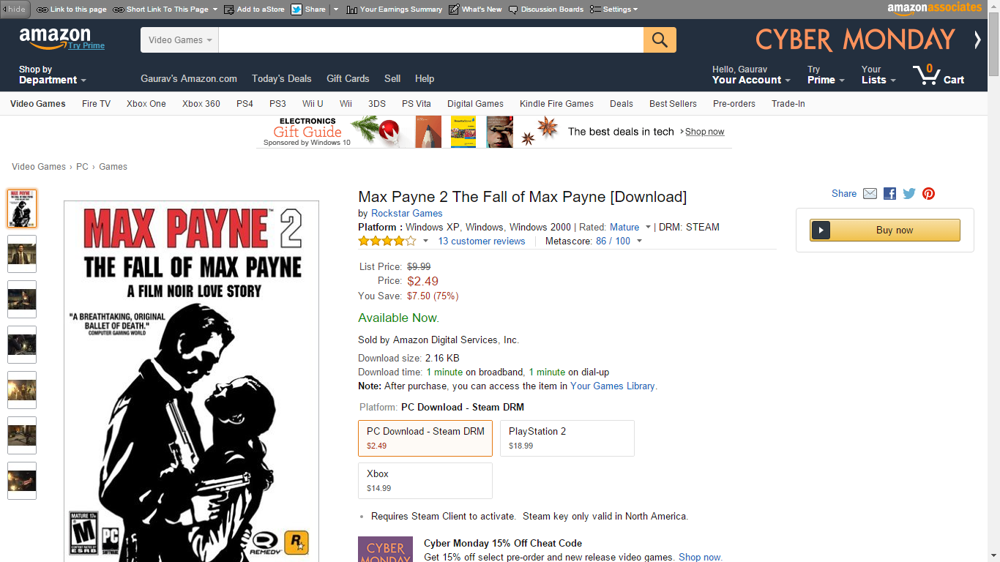 hide Link to this page Short Link To This Page Add to aStore Share Your Earnings Summary What's New Discussion Boards Settings amazonassociates
amazon Try Prime Video Games CYBER MONDAY
Shop by Department Gaurav's Amazon.com Today's Deals Gift Cards Sell Help Hello, Gaurav Your Account Try Prime Your Lists 0 Cart
Video Games Fire TV Xbox One Xbox 360 PS4 PS3 Wii U Wii 3DS PS Vita Digital Games Kindle Fire Games Deals Best Sellers Pre-orders Trade-In
ELECTRONICS
Gift Guide
Sponsored by Windows 10
The best deals in tech › Shop now
Video Games › PC › Games
MAX PAYNE™ 2
THE FALL OF MAX PAYNE
A FILM NOIR LOVE STORY
"A BREATHTAKING, ORIGINAL
BALLET OF DEATH."
COMPUTER GAMING WORLD
MATURE 17+
M
CONTENT RATED BY
ESRB
PC
SOFTWARE
REMEDY
R
Max Payne 2 The Fall of Max Payne [Download]
by Rockstar Games
Platform : Windows XP, Windows, Windows 2000 | Rated: Mature | DRM: STEAM
13 customer reviews Metascore: 86 / 100
List Price: $9.99
Price: $2.49
You Save: $7.50 (75%)
Available Now.
Sold by Amazon Digital Services, Inc.
Download size: 2.16 KB
Download time: 1 minute on broadband, 1 minute on dial-up
Note: After purchase, you can access the item in Your Games Library.
Platform: PC Download - Steam DRM
PC Download - Steam DRM
$2.49
PlayStation 2
$18.99
Xbox
$14.99
Requires Steam Client to activate. Steam key only valid in North America.
CYBER
MONDAY
Cyber Monday 15% Off Cheat Code
Get 15% off select pre-order and new release video games. Shop now.
Share
Buy now